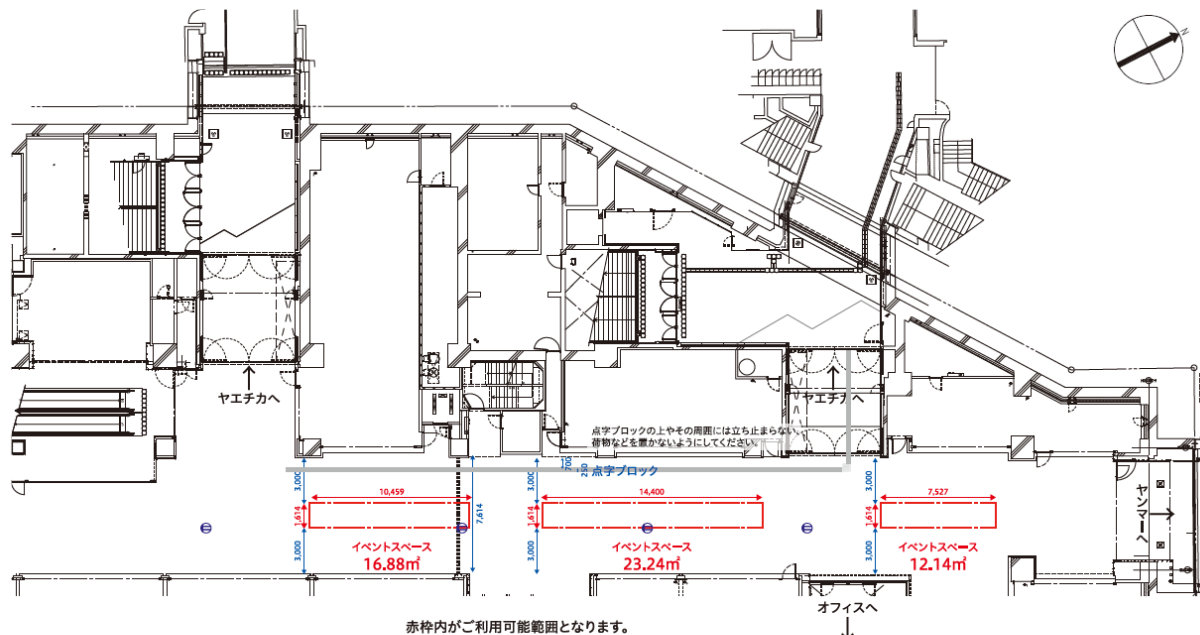 N
ヤエチカへ
ヤエチカへ
点字ブロックの上やその周囲には立ち止まらない、
荷物などを置かないようにしてください。
700
250
点字ブロック
3,000
10,459
7,614
3,000
14,400
3,000
7,527
1,614
1,614
1,614
ヤンマーへ
3,000
イベントスペース
16.88㎡
3,000
イベントスペース
23.24㎡
3,000
イベントスペース
12.14㎡
オフィスへ
赤枠内がご利用可能範囲となります。